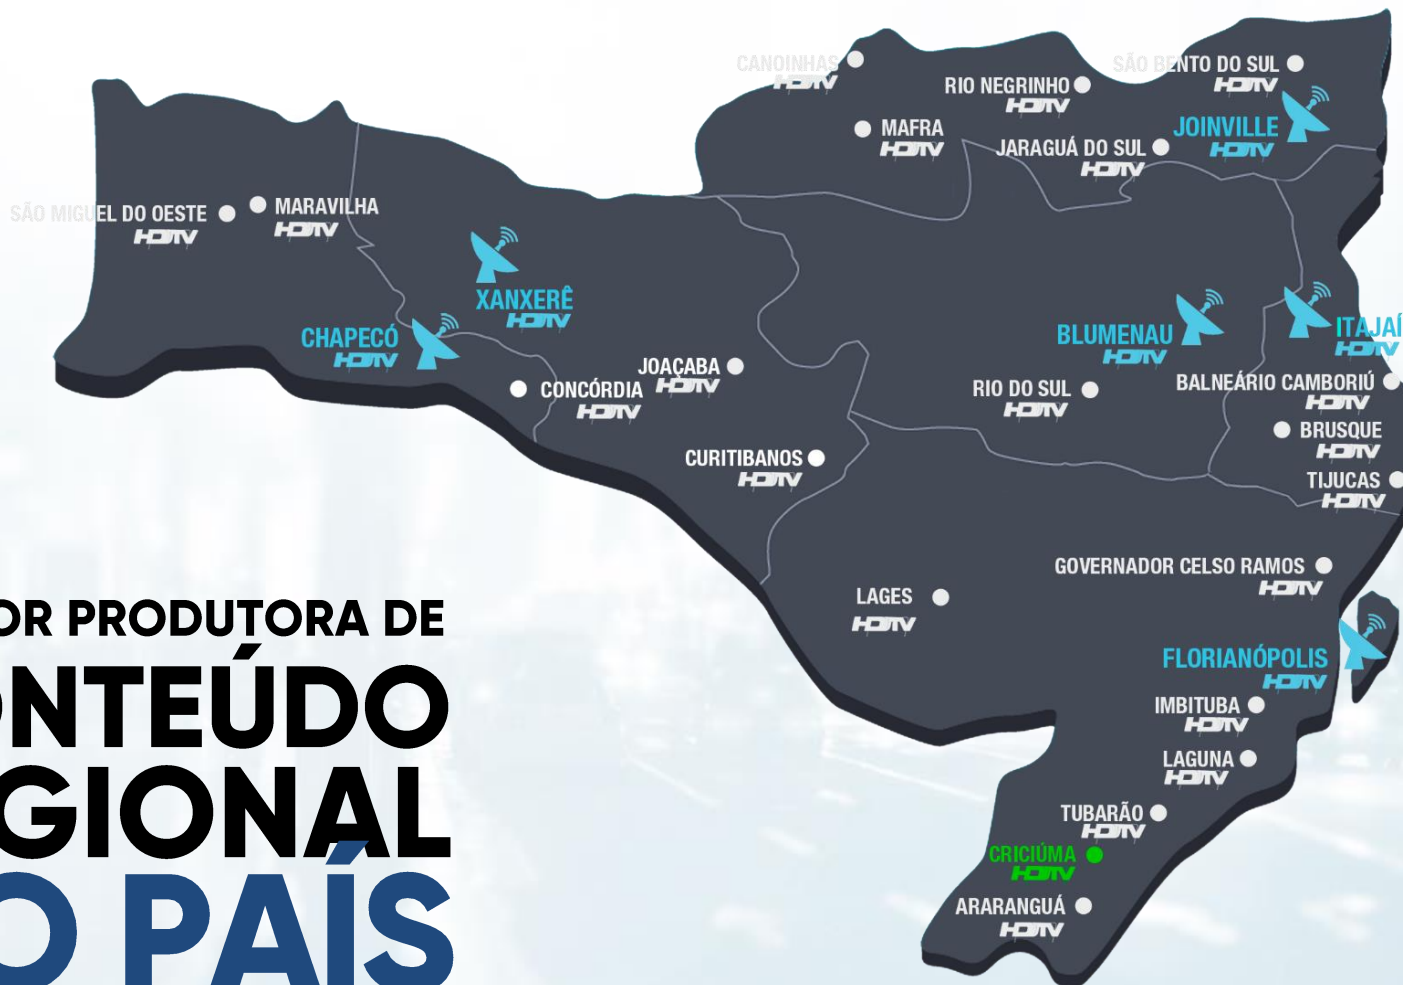 CANOINHAS
HDTV
RIO NEGRINHO
HDTV
SÃO BENTO DO SUL
HDTV
MAFRA
HDTV
JARAGUÁ DO SUL
HDTV
JOINVILLE
HDTV
SÃO MIGUEL DO OESTE
HDTV
MARAVILHA
HDTV
XANXERÊ
HDTV
CHAPECÓ
HDTV
BLUMENAU
HDTV
ITAJAÍ
HDTV
CONCÓRDIA
HDTV
JOAÇABA
HDTV
RIO DO SUL
HDTV
BALNEÁRIO CAMBORIÚ
HDTV
BRUSQUE
HDTV
CURITIBANOS
HDTV
TIJUCAS
HDTV
GOVERNADOR CELSO RAMOS
HDTV
LAGES
HDTV
FLORIANÓPOLIS
HDTV
IMBITUBA
HDTV
LAGUNA
HDTV
TUBARÃO
HDTV
CRICIÚMA
HDTV
ARARANGUÁ
HDTV
OR PRODUTORA DE
ONTEÚDO
GIONAL
O PAÍS